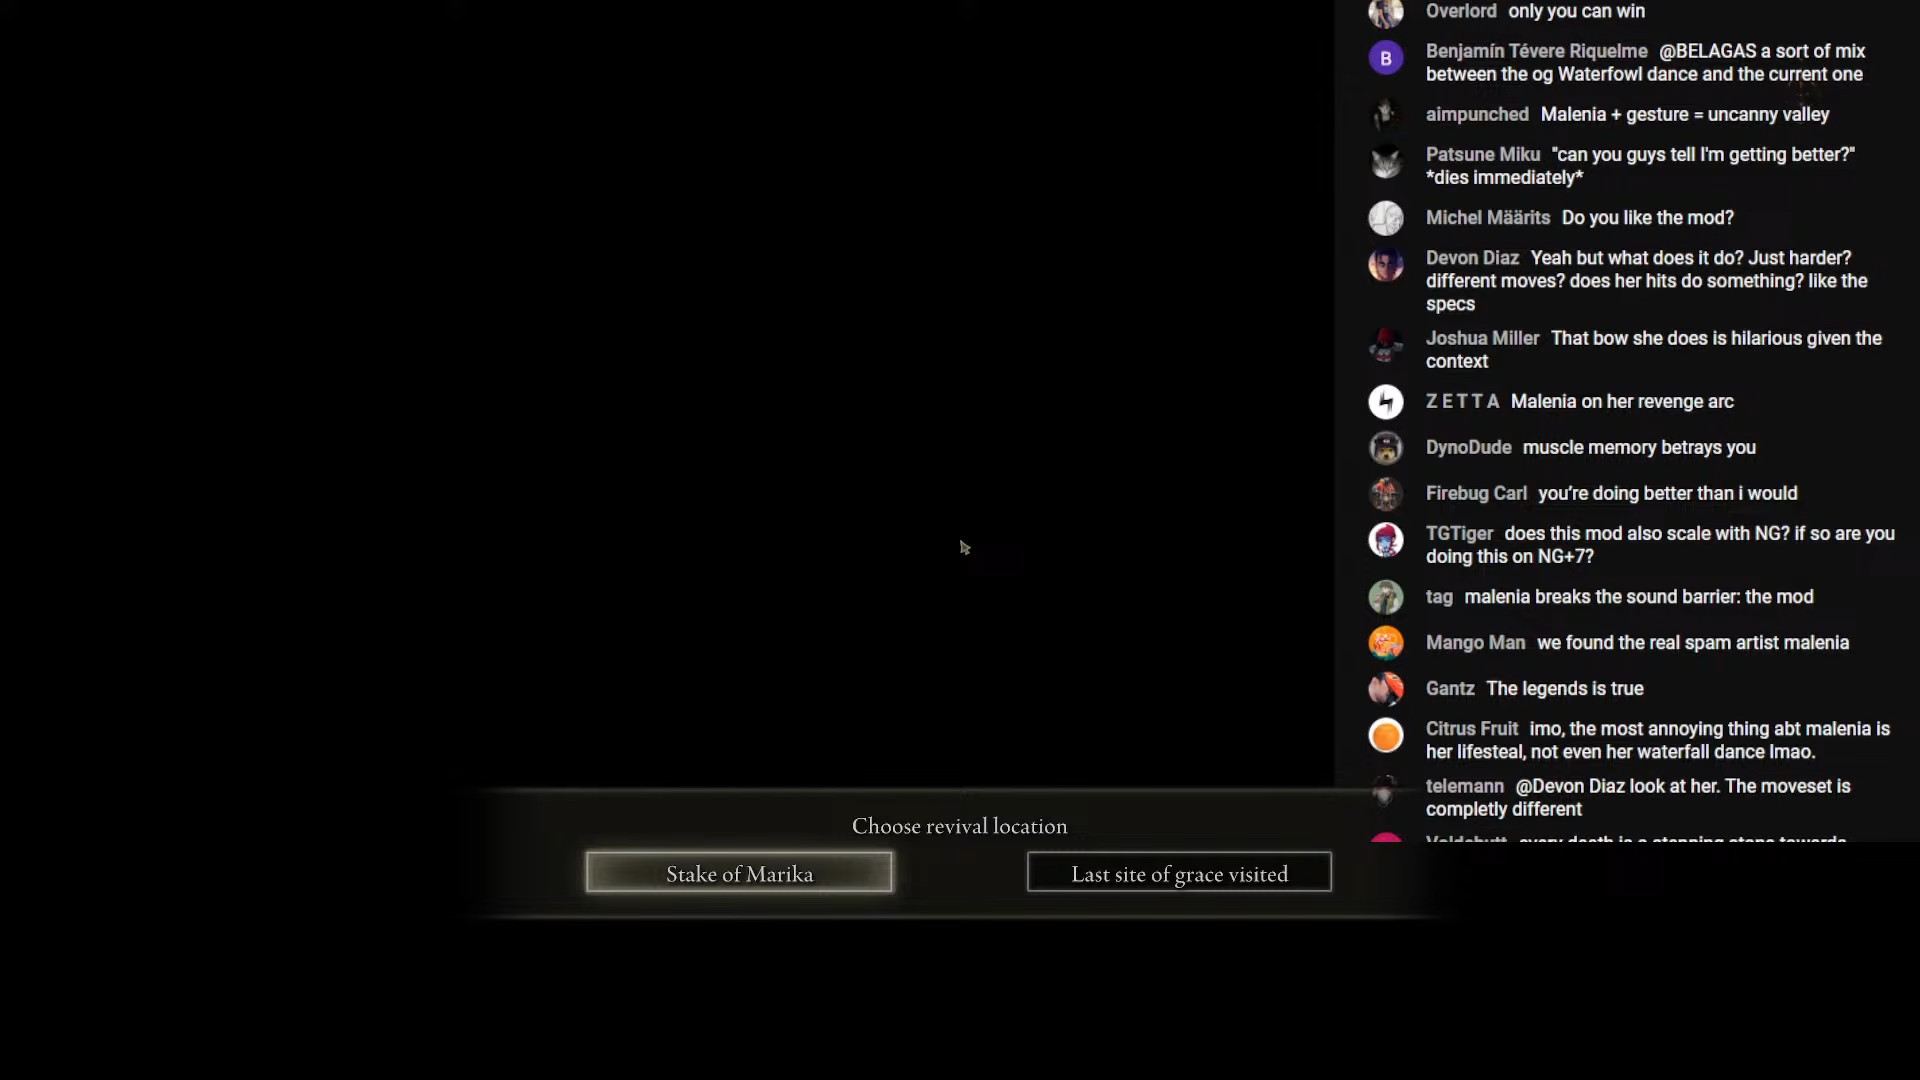 Overlord only you can win
Benjamín Tévere Riquelme @BELAGAS a sort of mix
between the og Waterfowl dance and the current one
aimpunched Malenia + gesture = uncanny valley
Patsune Miku "can you guys tell I'm getting better?"
*dies immediately*
Michel Määrits Do you like the mod?
Devon Diaz Yeah but what does it do? Just harder?
different moves? does her hits do something? like the
specs
Joshua Miller That bow she does is hilarious given the
context
Z E T T A Malenia on her revenge arc
DynoDude muscle memory betrays you
Firebug Carl you’re doing better than i would
TGTiger does this mod also scale with NG? if so are you
doing this on NG+7?
tag malenia breaks the sound barrier: the mod
Mango Man we found the real spam artist malenia
Gantz The legends is true
Citrus Fruit imo, the most annoying thing abt malenia is
her lifesteal, not even her waterfall dance lmao.
telemann @Devon Diaz look at her. The moveset is
completly different
every death is a stepping stone towards
B
Choose revival location
Stake of Marika
Last site of grace visited